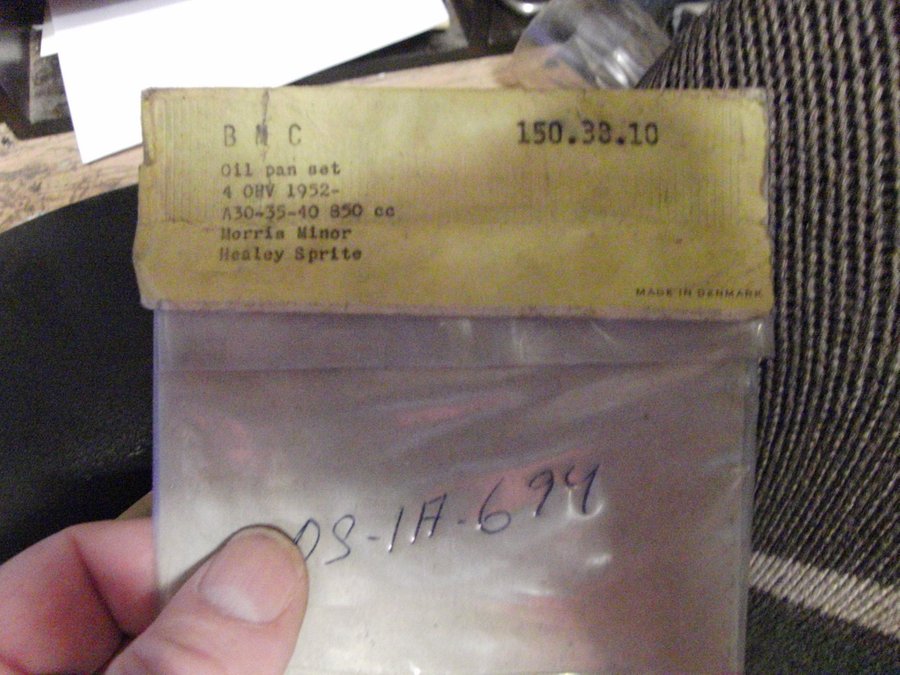 B M C 150.38.10
Oil pan set
4 OHV 1952-
A30-35-40 850 cc
Morris Minor
Healey Sprite
MADE IN DENMARK
OS-1A-694